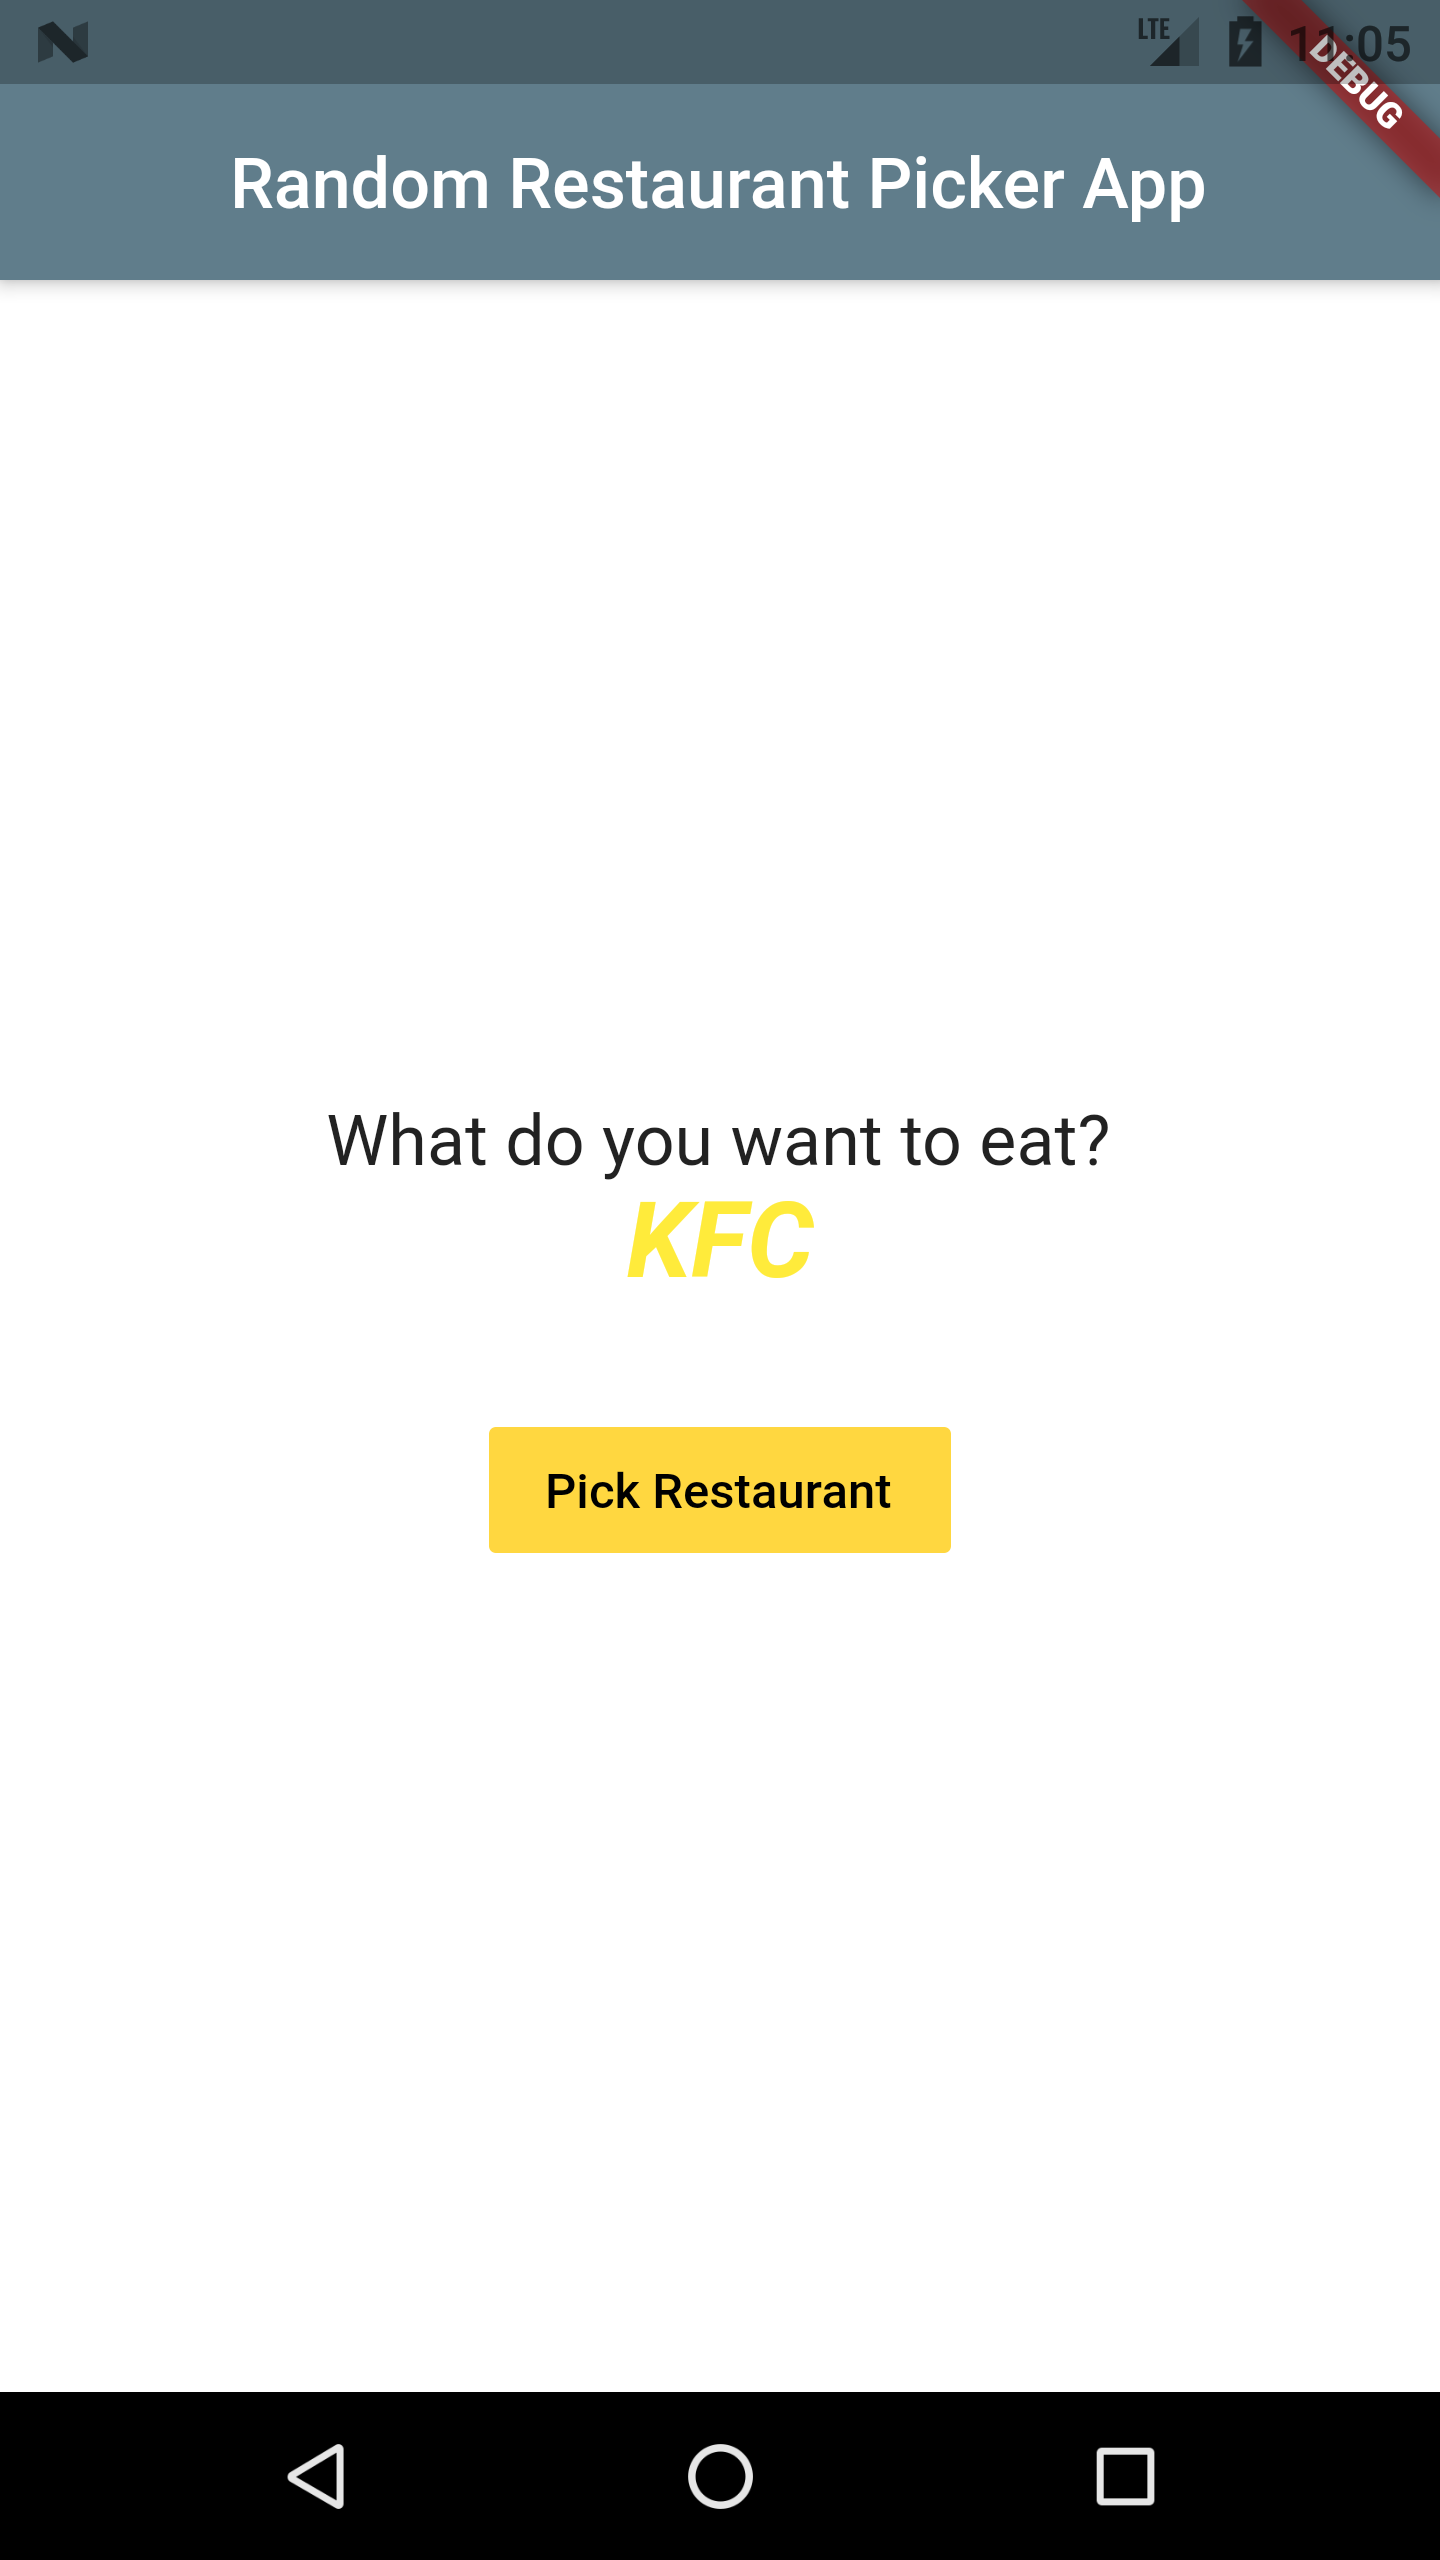 LTE 11:05
DEBUG
Random Restaurant Picker App
What do you want to eat?
KFC
Pick Restaurant